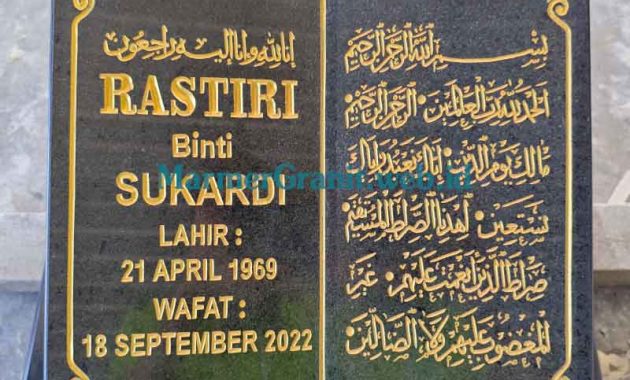 إنا لله وإنا إليه راجعون
RASTIRI
Binti
SUKARDI
LAHIR :
21 APRIL 1969
WAFAT :
18 SEPTEMBER 2022
بسم الله الرحمن الرحيم
الحمد لله رب العالمين الرحمن الرحيم
مالك يوم الدين إياك نعبد وإياك
نستعين اهدنا الصراط المستقيم
صراط الذين أنعمت عليهم غير
المغضوب عليهم ولا الضالين
MarmerGranit.web.id